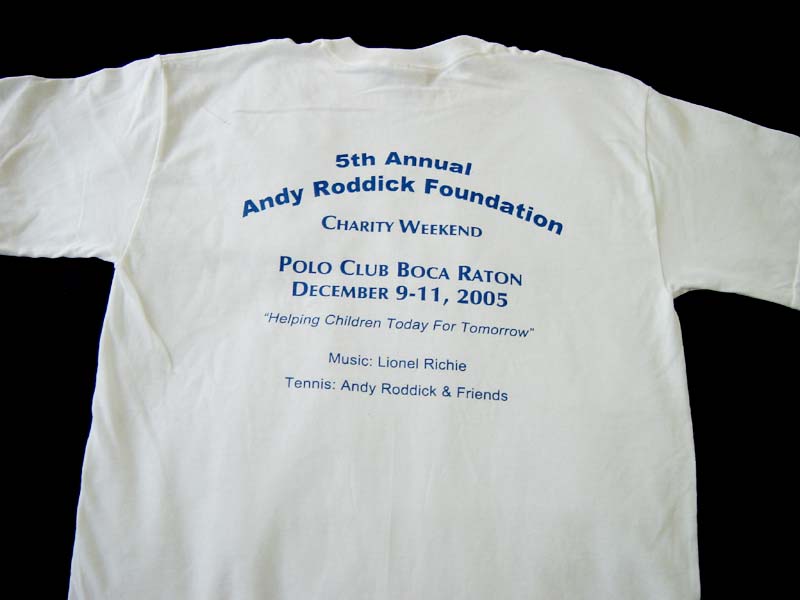 5th Annual
Andy Roddick Foundation
CHARITY WEEKEND
POLO CLUB BOCA RATON
DECEMBER 9-11, 2005
"Helping Children Today For Tomorrow"
Music: Lionel Richie
Tennis: Andy Roddick & Friends